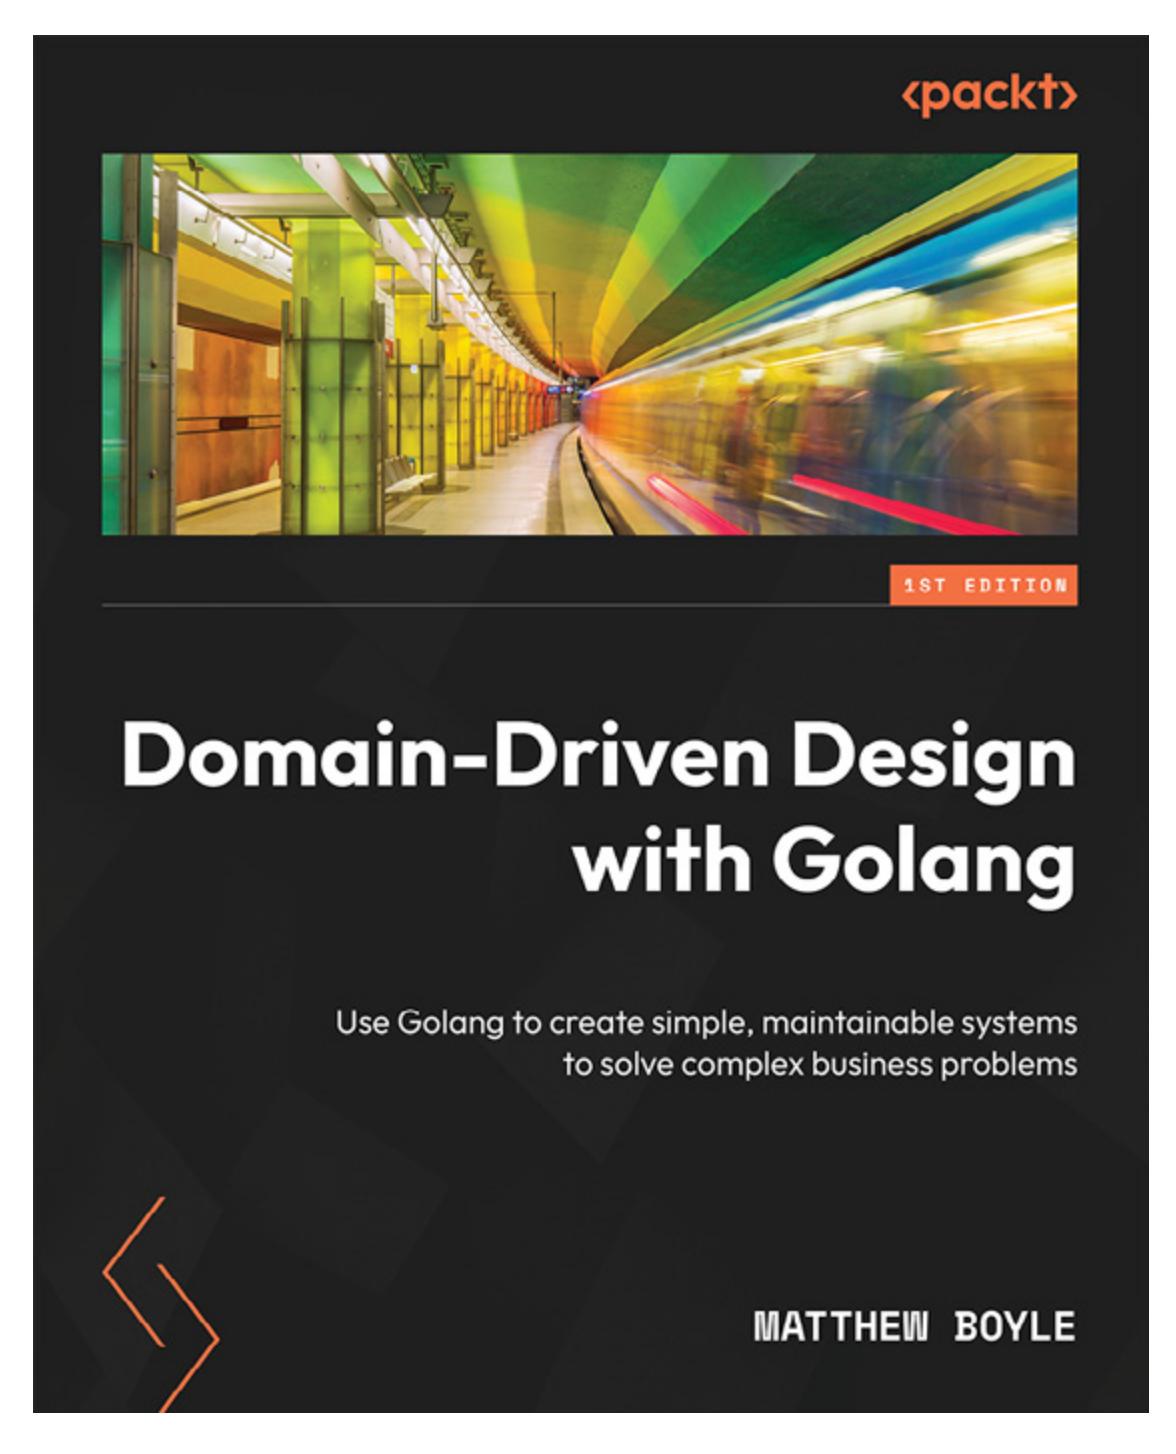 <packt>
1ST EDITION
Domain-Driven Design
with Golang
Use Golang to create simple, maintainable systems
to solve complex business problems
MATTHEW BOYLE